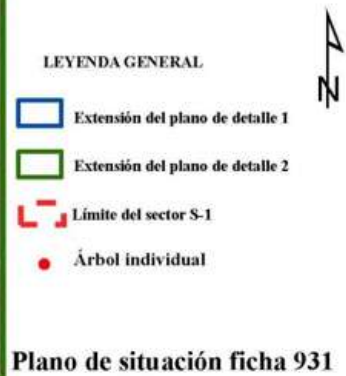 LEYENDA GENERAL
N
Extensión del plano de detalle 1
Extensión del plano de detalle 2
Límite del sector S-1
Árbol individual
Plano de situación ficha 931